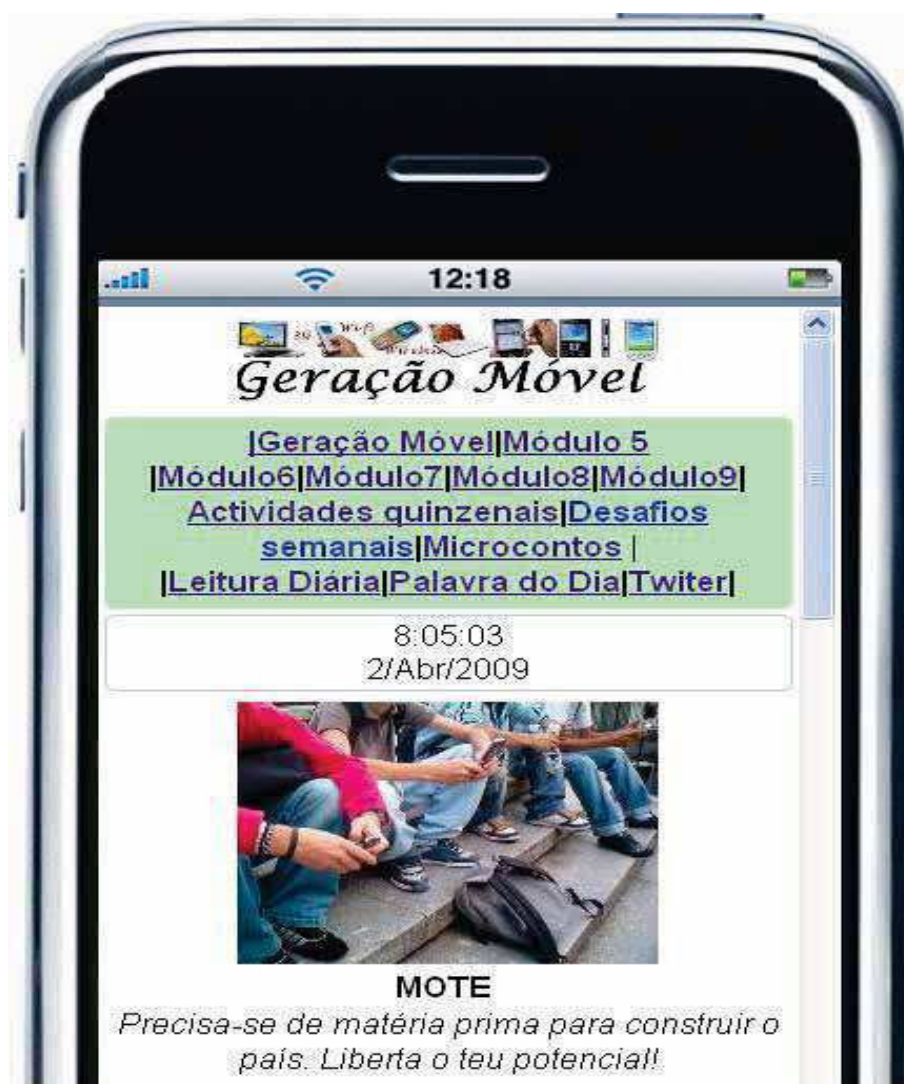 12:18
Geração Móvel
|Geração Móvel|Módulo 5
|Módulo6|Módulo7|Módulo8|Módulo9|
Actividades quinzenais|Desafios
semanais|Microcontos |
|Leitura Diária|Palavra do Dia|Twiter|
8:05:03
2/Abr/2009
MOTE
Precisa-se de matéria prima para construir o
país. Liberta o teu potencial!